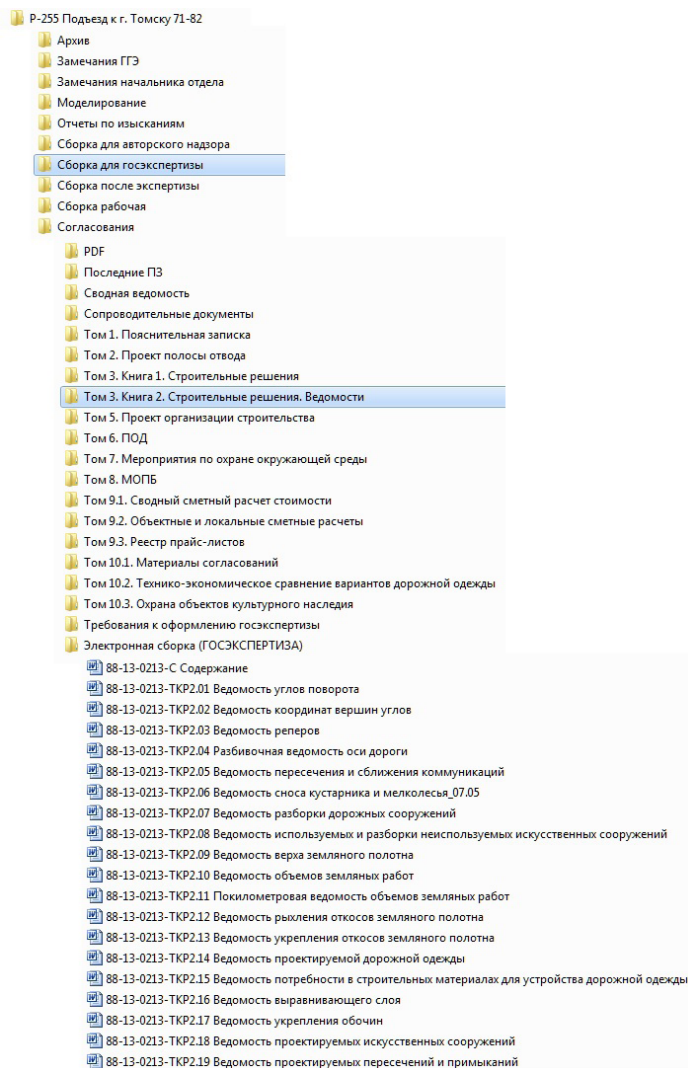 Р-255 Подъезд к г. Томску 71-82
Архив
Замечания ГГЭ
Замечания начальника отдела
Моделирование
Отчеты по изысканиям
Сборка для авторского надзора
Сборка для госэкспертизы
Сборка после экспертизы
Сборка рабочая
Согласования
PDF
Последние ПЗ
Сводная ведомость
Сопроводительные документы
Том 1. Пояснительная записка
Том 2. Проект полосы отвода
Том 3. Книга 1. Строительные решения
Том 3. Книга 2. Строительные решения. Ведомости
Том 5. Проект организации строительства
Том 6. ПОД
Том 7. Мероприятия по охране окружающей среды
Том 8. МОПБ
Том 9.1. Сводный сметный расчет стоимости
Том 9.2. Объектные и локальные сметные расчеты
Том 9.3. Реестр прайс-листов
Том 10.1. Материалы согласований
Том 10.2. Технико-экономическое сравнение вариантов дорожной одежды
Том 10.3. Охрана объектов культурного наследия
Требования к оформлению госэкспертизы
Электронная сборка (ГОСЭКСПЕРТИЗА)
88-13-0213-С Содержание
88-13-0213-ТКР2.01 Ведомость углов поворота
88-13-0213-ТКР2.02 Ведомость координат вершин углов
88-13-0213-ТКР2.03 Ведомость реперов
88-13-0213-ТКР2.04 Разбивочная ведомость оси дороги
88-13-0213-ТКР2.05 Ведомость пересечения и сближения коммуникаций
88-13-0213-ТКР2.06 Ведомость сноса кустарника и мелколесья_07.05
88-13-0213-ТКР2.07 Ведомость разборки дорожных сооружений
88-13-0213-ТКР2.08 Ведомость используемых и разборки неиспользуемых искусственных сооружений
88-13-0213-ТКР2.09 Ведомость верха земляного полотна
88-13-0213-ТКР2.10 Ведомость объемов земляных работ
88-13-0213-ТКР2.11 Покилометровая ведомость объемов земляных работ
88-13-0213-ТКР2.12 Ведомость рыхления откосов земляного полотна
88-13-0213-ТКР2.13 Ведомость укрепления откосов земляного полотна
88-13-0213-ТКР2.14 Ведомость проектируемой дорожной одежды
88-13-0213-ТКР2.15 Ведомость потребности в строительных материалах для устройства дорожной одежды
88-13-0213-ТКР2.16 Ведомость выравнивающего слоя
88-13-0213-ТКР2.17 Ведомость укрепления обочин
88-13-0213-ТКР2.18 Ведомость проектируемых искусственных сооружений
88-13-0213-ТКР2.19 Ведомость проектируемых пересечений и примыканий